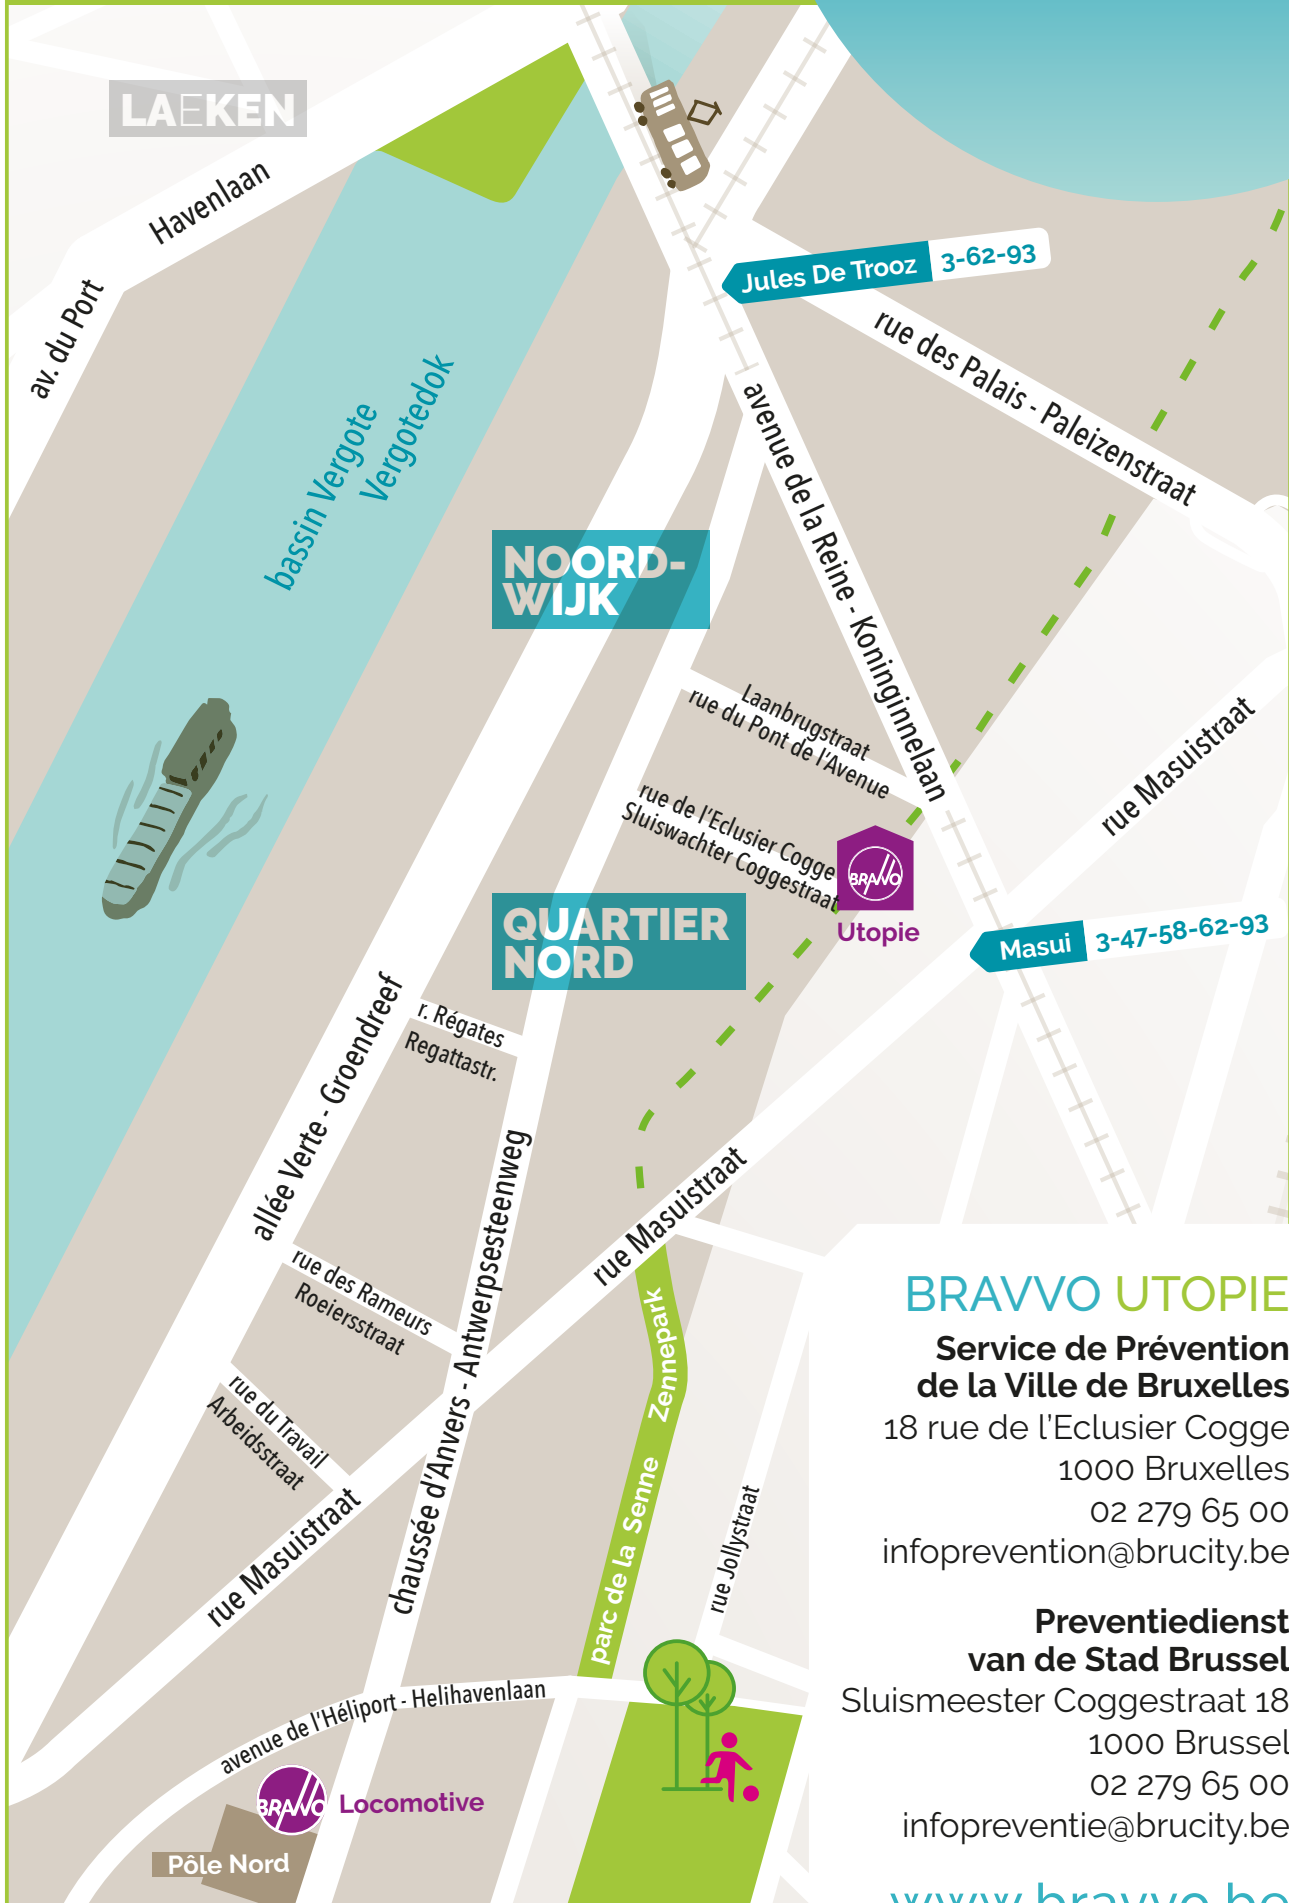 LAEKEN
Havenlaan
av. du Port
Jules De Trooz 3-62-93
rue des Palais - Paleizenstraat
bassin Vergote
Vergotedok
avenue de la Reine - Koninginnelaan
NOORD-
WIJK
Laanbrugstraat
rue du Pont de l'Avenue
rue Masuistraat
rue de l'Eclusier Cogge
Sluiswachter Coggestraat
BRAVVO
Utopie
QUARTIER
NORD
Masui 3-47-58-62-93
r. Régates
Regattastr.
allée Verte - Groendreef
chaussée d'Anvers - Antwerpsesteenweg
rue Masuistraat
rue des Rameurs
Roeiersstraat
rue du Travail
Arbeidsstraat
rue Masuistraat
parc de la Senne Zennepark
rue Jollystraat
avenue de l'Héliport - Helihavenlaan
BRAVVO
Locomotive
Pôle Nord
BRAVVO UTOPIE
Service de Prévention
de la Ville de Bruxelles
18 rue de l'Eclusier Cogge
1000 Bruxelles
02 279 65 00
infoprevention@brucity.be
Preventiedienst
van de Stad Brussel
Sluismeester Coggestraat 18
1000 Brussel
02 279 65 00
infopreventie@brucity.be
www.bravvo.be